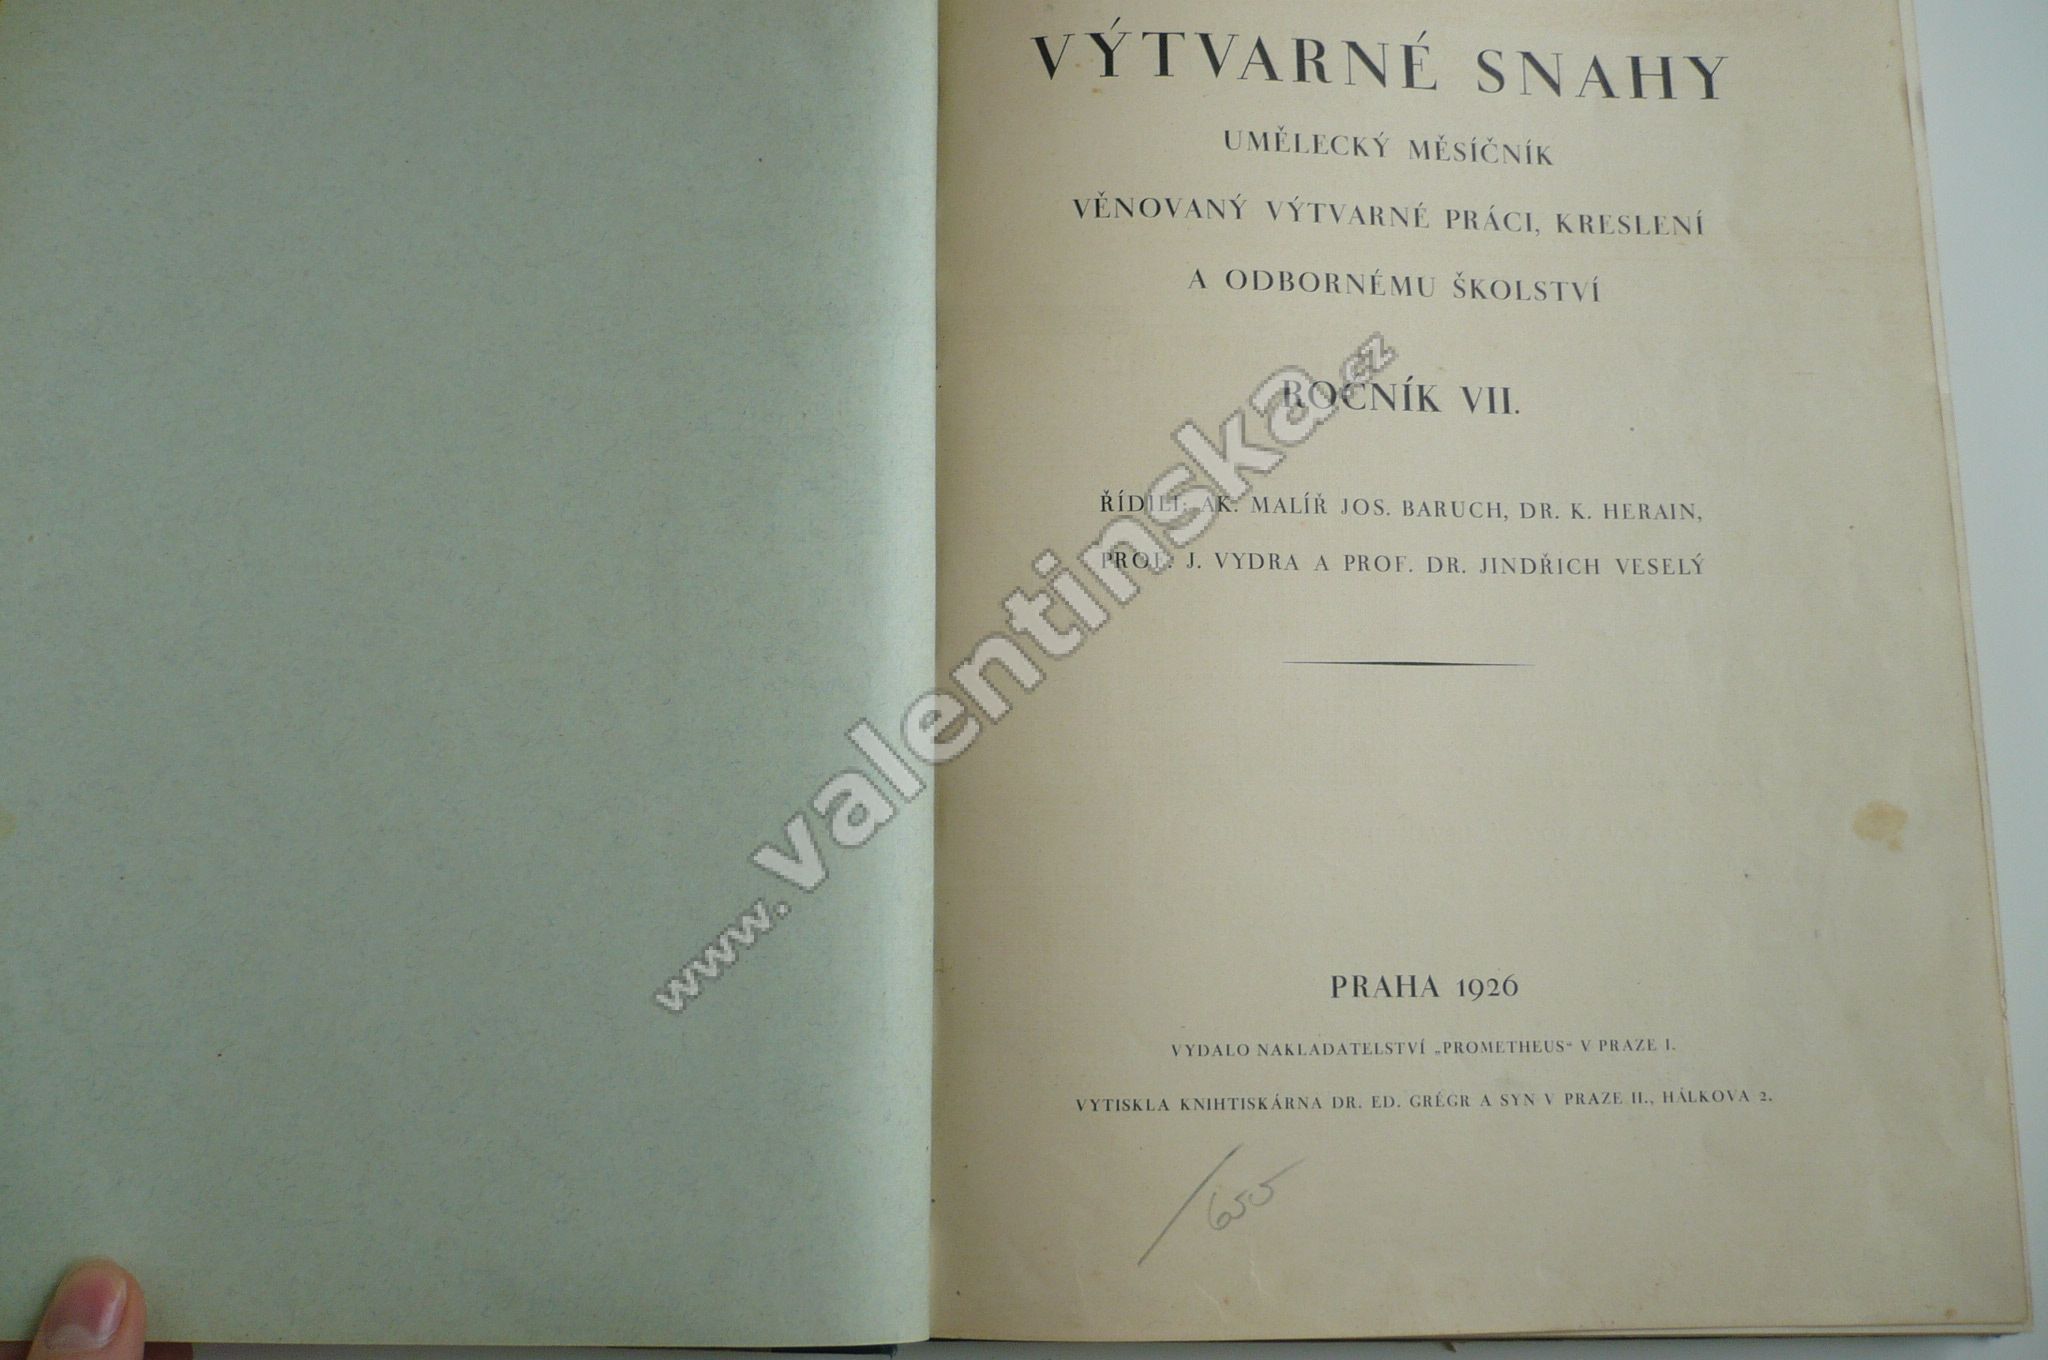 VÝTVARNÉ SNAHY
UMĚLECKÝ MĚSÍČNÍK
VĚNOVANÝ VÝTVARNÉ PRÁCI, KRESLENÍ
A ODBORNÉMU ŠKOLSTVÍ
ROČNÍK VII.
ŘÍDILI: AK. MALÍŘ JOS. BARUCH, DR. K. HERAIN,
PROF. J. VYDRA A PROF. DR. JINDŘICH VESELÝ
www.valentinska.cz
PRAHA 1926
VYDALO NAKLADATELSTVÍ „PROMETHEUS“ V PRAZE I.
VYTISKLA KNIHTISKÁRNA DR. ED. GRÉGR A SYN V PRAZE II., HÁLKOVA 2.